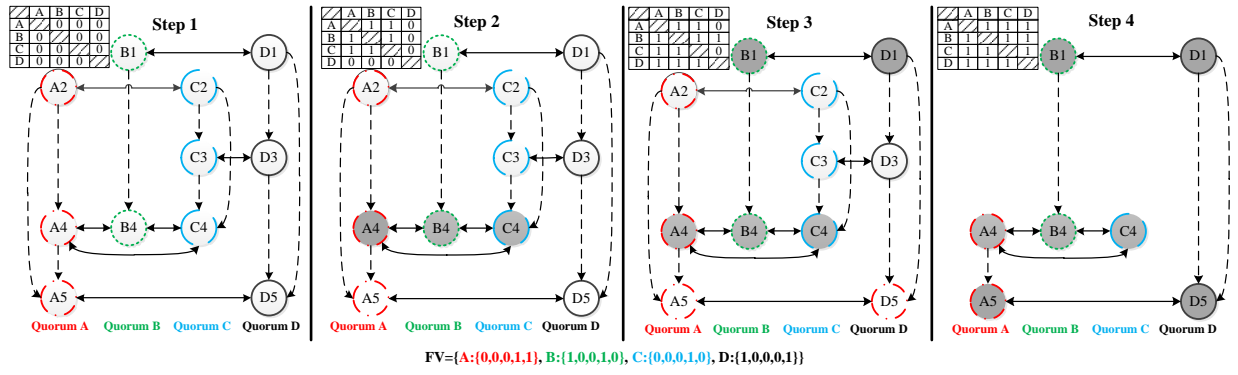 Step 1
A B C D
A 0 0 0
B 0 0 0
C 0 0 0
D 0 0 0
B1 D1
A2 C2
C3 D3
A4 B4 C4
A5 D5
Quorum A Quorum B Quorum C Quorum D
Step 2
A B C D
A 1 1 0
B 1 1 0
C 1 1 0
D 0 0 0
B1 D1
A2 C2
C3 D3
A4 B4 C4
A5 D5
Quorum A Quorum B Quorum C Quorum D
Step 3
A B C D
A 1 1 0
B 1 1 1
C 1 1 0
D 1 1 1
B1 D1
A2 C2
C3 D3
A4 B4 C4
A5 D5
Quorum A Quorum B Quorum C Quorum D
Step 4
A B C D
A 1 1 1
B 1 1 1
C 1 1 1
D 1 1 1
B1 D1
A4 B4 C4
A5 D5
Quorum A Quorum B Quorum C Quorum D
FV={A:{0,0,0,1,1}, B:{1,0,0,1,0}, C:{0,0,0,1,0}, D:{1,0,0,0,1}}